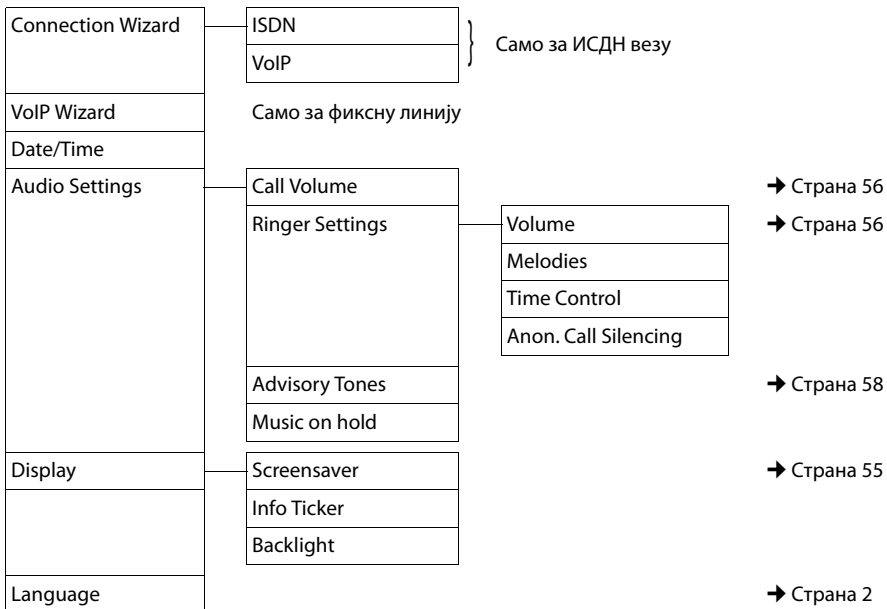 Connection Wizard ISDN
Само за ИСДН везу
VoIP
VoIP Wizard Само за фиксну линију
Date/Time
Audio Settings Call Volume ➔ Страна 56
Ringer Settings Volume ➔ Страна 56
Melodies
Time Control
Anon. Call Silencing
Advisory Tones ➔ Страна 58
Music on hold
Display Screensaver ➔ Страна 55
Info Ticker
Backlight
Language ➔ Страна 2